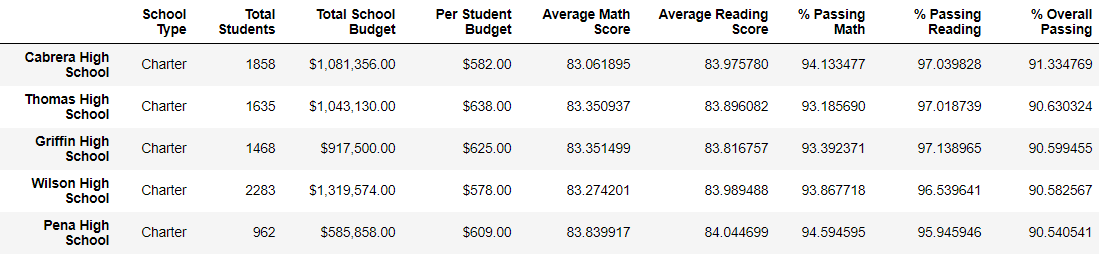 School Type Total Students Total School Budget Per Student Budget Average Math Score Average Reading Score % Passing Math % Passing Reading % Overall Passing
Cabrera High School Charter 1858 $1,081,356.00 $582.00 83.061895 83.975780 94.133477 97.039828 91.334769
Thomas High School Charter 1635 $1,043,130.00 $638.00 83.350937 83.896082 93.185690 97.018739 90.630324
Griffin High School Charter 1468 $917,500.00 $625.00 83.351499 83.816757 93.392371 97.138965 90.599455
Wilson High School Charter 2283 $1,319,574.00 $578.00 83.274201 83.989488 93.867718 96.539641 90.582567
Pena High School Charter 962 $585,858.00 $609.00 83.839917 84.044699 94.594595 95.945946 90.540541